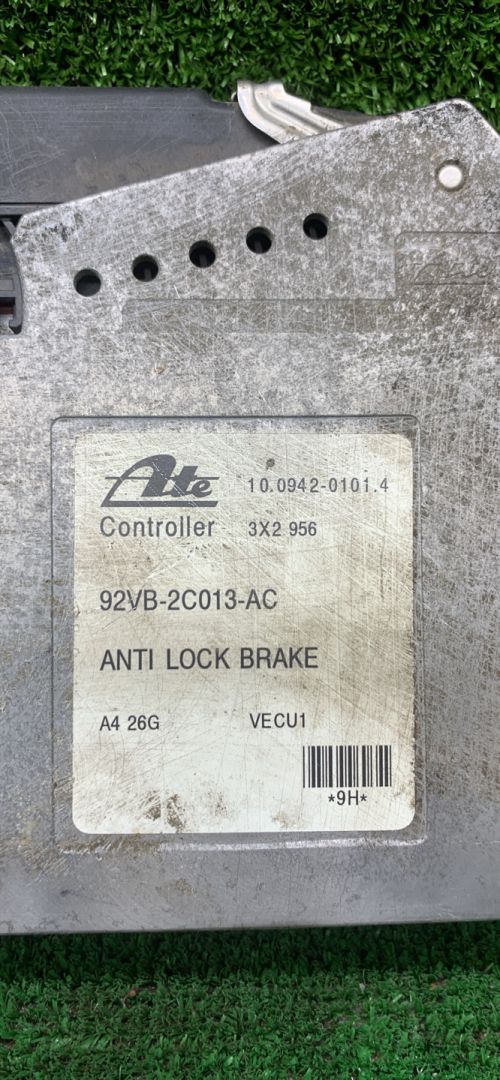 Ate 10.0942-0101.4
Controller 3X2 956
92VB-2C013-AC
ANTI LOCK BRAKE
A4 26G VECU1
*9H*